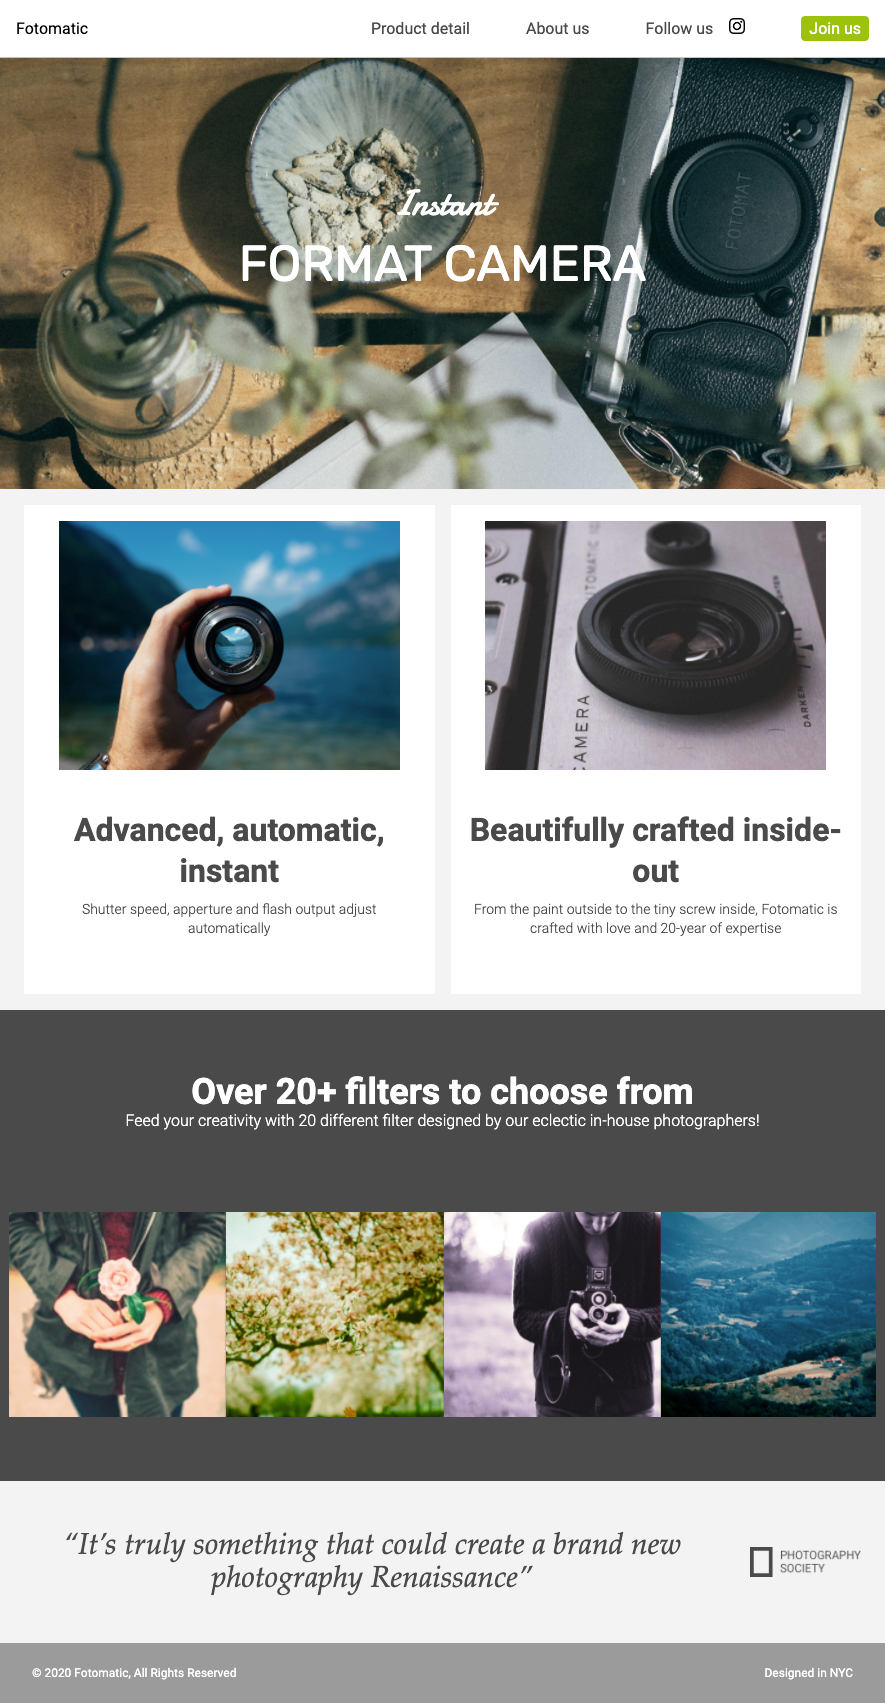 Fotomatic
Product detail
About us
Follow us
Join us
Instant
FORMAT CAMERA
FOTOMAT
CAMERA
DARKEN
Advanced, automatic,
instant
Shutter speed, apperture and flash output adjust
automatically
Beautifully crafted inside-
out
From the paint outside to the tiny screw inside, Fotomatic is
crafted with love and 20-year of expertise
Over 20+ filters to choose from
Feed your creativity with 20 different filter designed by our eclectic in-house photographers!
“It’s truly something that could create a brand new
photography Renaissance”
PHOTOGRAPHY
SOCIETY
© 2020 Fotomatic, All Rights Reserved
Designed in NYC